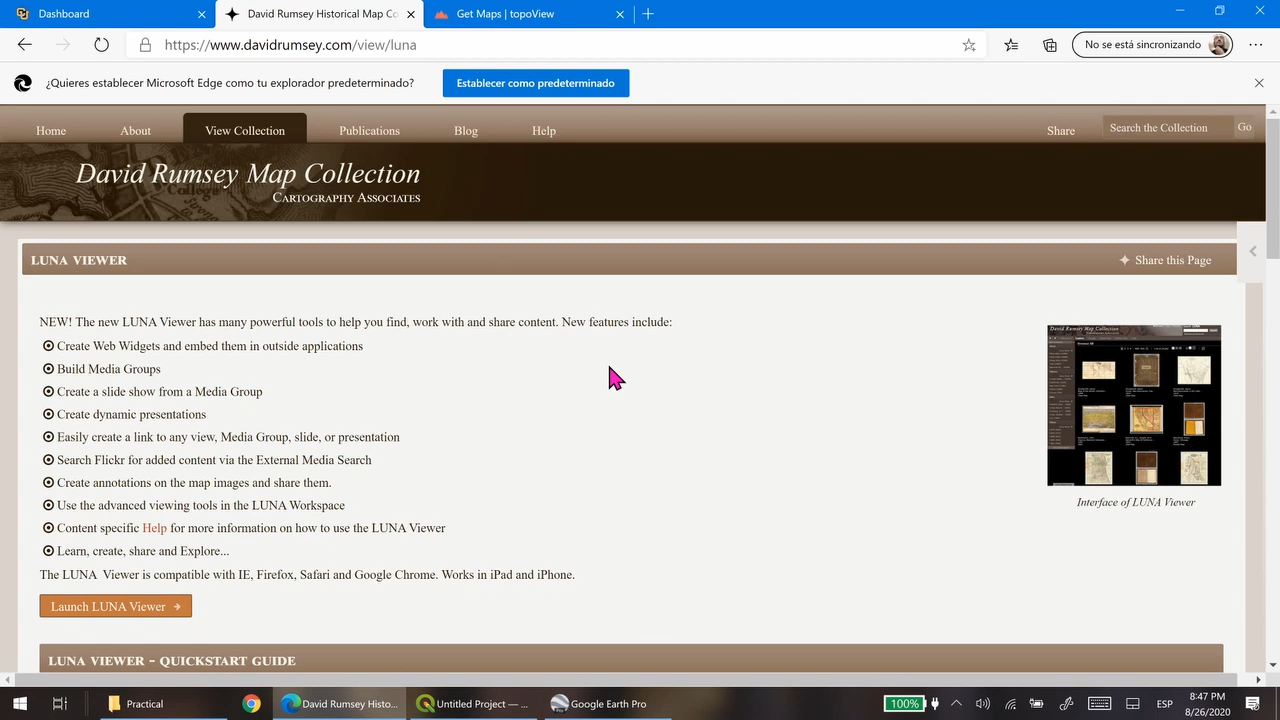 Dashboard
David Rumsey Historical Map Co
Get Maps | topoView
https://www.davidrumsey.com/view/luna
No se está sincronizando
¿Quieres establecer Microsoft Edge como tu explorador predeterminado?
Establecer como predeterminado
Home
About
View Collection
Publications
Blog
Help
Share
Search the Collection
Go
David Rumsey Map Collection
Cartography Associates
LUNA VIEWER
Share this Page
NEW! The new LUNA Viewer has many powerful tools to help you find, work with and share content. New features include:
Create Web Widgets and embed them in outside applications
Build Media Groups
Create a slide show from a Media Group
Create dynamic presentations
Easily create a link to any view, Media Group, slide, or presentation
Search Flickr for added content via the External Media Search
Create annotations on the map images and share them.
Use the advanced viewing tools in the LUNA Workspace
Content specific Help for more information on how to use the LUNA Viewer
Learn, create, share and Explore...
The LUNA Viewer is compatible with IE, Firefox, Safari and Google Chrome. Works in iPad and iPhone.
David Rumsey Map Collection
Interface of LUNA Viewer
Launch LUNA Viewer
LUNA VIEWER - QUICKSTART GUIDE
Practical
David Rumsey Histo...
Untitled Project — ...
Google Earth Pro
100%
ESP
8:47 PM
8/26/2020